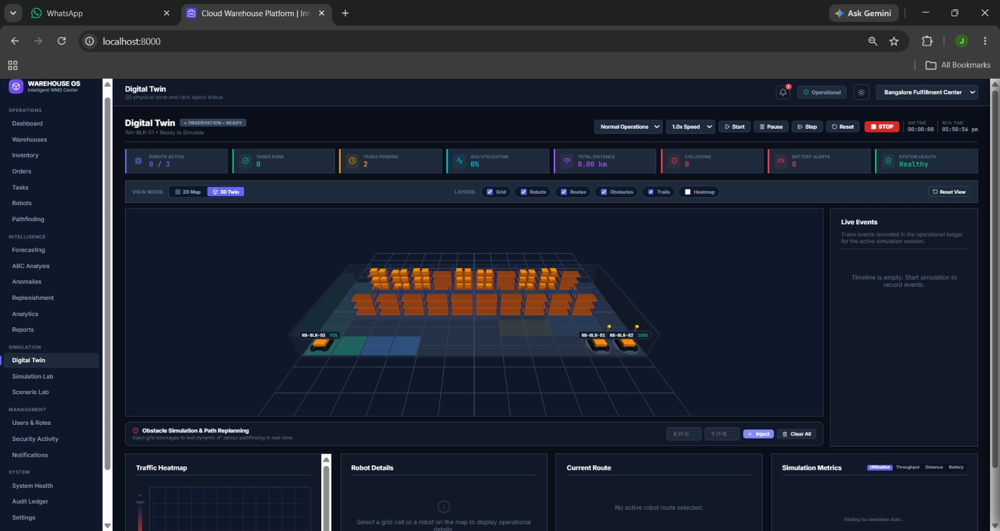 WhatsApp
Cloud Warehouse Platform | Int
Ask Gemini
localhost:8000
J
All Bookmarks
WAREHOUSE OS
Intelligent WMS Center
OPERATIONS
Dashboard
Warehouses
Inventory
Orders
Tasks
Robots
Pathfinding
INTELLIGENCE
Forecasting
ABC Analysis
Anomalies
Replenishment
Analytics
Reports
SIMULATION
Digital Twin
Simulation Lab
Scenario Lab
MANAGEMENT
Users & Roles
Security Activity
Notifications
SYSTEM
System Health
Audit Ledger
Settings
Digital Twin
2D physical zone and rack layout status
1
Operational
Bangalore Fulfillment Center
Digital Twin
• OBSERVATION • READY
WH-BLR-01 • Ready to Simulate
Normal Operations
1.0x Speed
Start
Pause
Step
Reset
STOP
SIM TIME
00:00:00
REAL TIME
05:50:56 pm
ROBOTS ACTIVE
0 / 3
TASKS DONE
0
TASKS PENDING
2
AVG UTILIZATION
0%
TOTAL DISTANCE
0.00 km
COLLISIONS
0
BATTERY ALERTS
0
SYSTEM HEALTH
Healthy
VIEW MODE:
2D Map
3D Twin
LAYERS:
Grid
Robots
Routes
Obstacles
Trails
Heatmap
Reset View
RB-BLR-03 93%
RB-BLR-01
RB-BLR-02 100%
Live Events
Trace events recorded in the operational ledger
for the active simulation session.
Timeline is empty. Start simulation to
record events.
Obstacle Simulation & Path Replanning
Inject grid blockages to test dynamic A* detour pathfinding in real-time.
X (1-12
Y (1-5)
+ Inject
Clear All
Traffic Heatmap
High
Robot Details
Select a grid cell or a robot on the map to display operational
details.
Current Route
No active robot route selected.
Simulation Metrics
Utilization
Throughput
Distance
Battery
Waiting for simulation ticks...